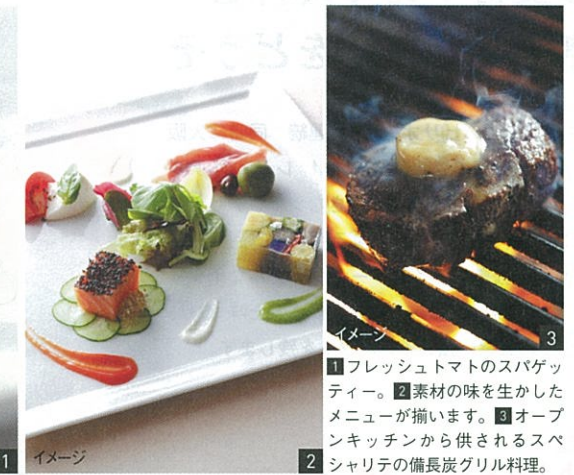 イメージ
3
1
イメージ
2
1フレッシュトマトのスパゲッ
ティー。2素材の味を生かした
メニューが揃います。3オープ
ンキッチンから供されるスペ
シャリテの備長炭グリル料理。